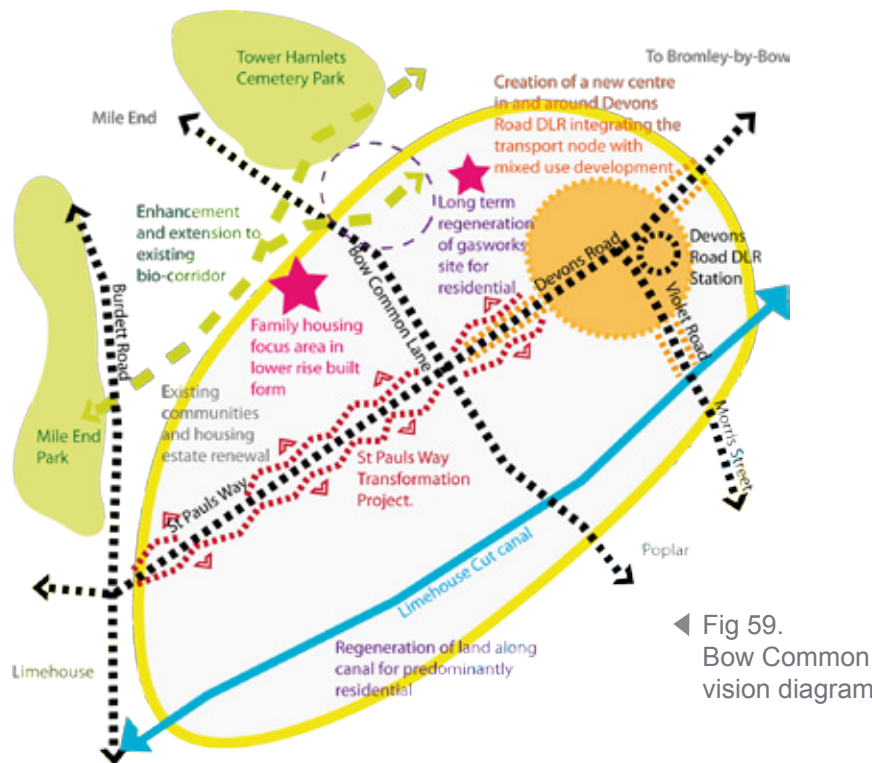 Tower Hamlets
Cemetery Park
To Bromley-by-Bow
Creation of a new centre
in and around Devons
Road DLR integrating the
transport node with
mixed use development
Mile End
Enhancement
and extension to
existing
bio-corridor
Long term
regeneration
of gasworks
site for
residential
Devons Road
Devons
Road DLR
Station
Burdett Road
Bow Common Lane
Violet Road
Family housing
focus area in
lower rise built
form
Existing
communities
and housing
estate renewal
Mile End
Park
Morris Street
St Pauls Way
Transformation
Project.
St Pauls Way
Poplar
Limehouse Cut canal
Limehouse
Regeneration of land along
canal for predominantly
residential
Fig 59.
Bow Common
vision diagram